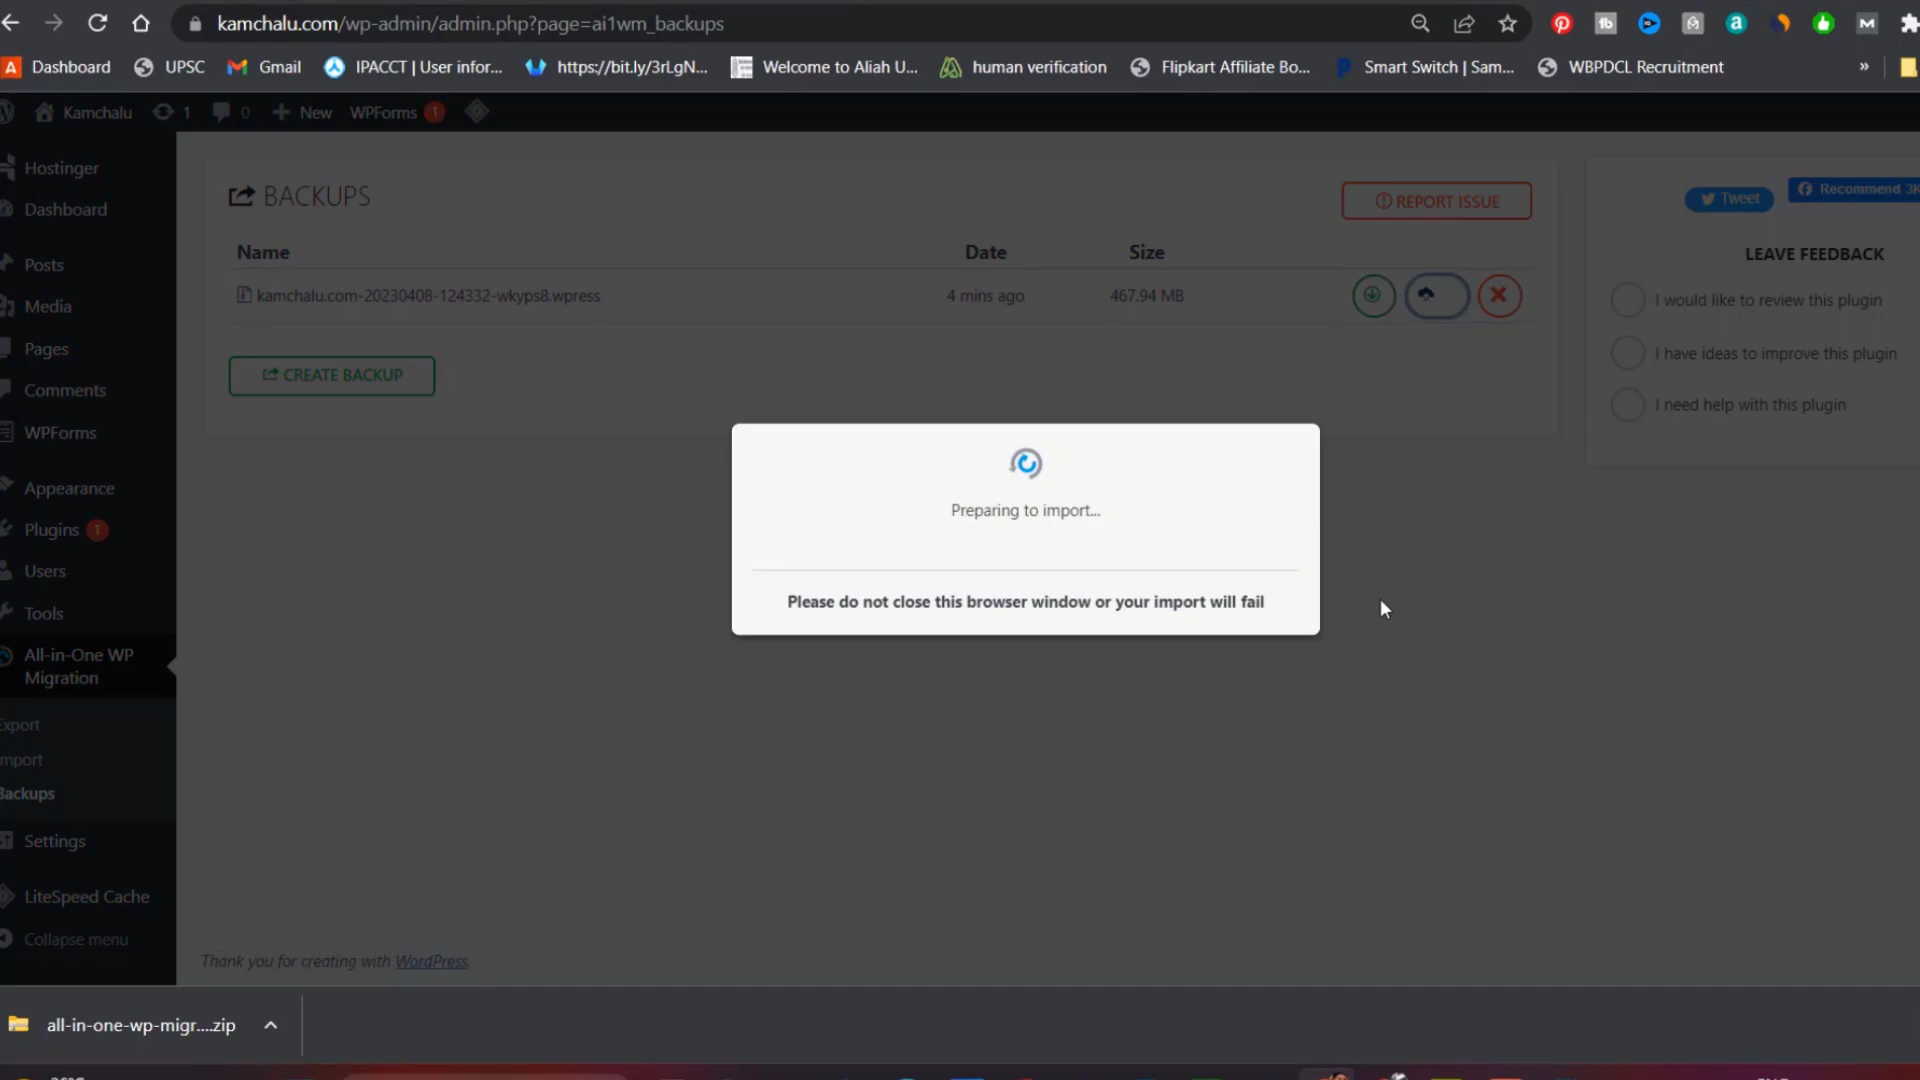 kamchalu.com/wp-admin/admin.php?page=ai1wm_backups
Dashboard UPSC Gmail IPACCT | User infor... https://bit.ly/3rLgN... Welcome to Aliah U... human verification Flipkart Affiliate Bo... Smart Switch | Sam... WBPDCL Recruitment »
Kamchalu 1 0 New WPForms 1
Hostinger
Dashboard
Posts
Media
Pages
Comments
WPForms
Appearance
Plugins 1
Users
Tools
All-in-One WP
Migration
Export
Import
Backups
Settings
LiteSpeed Cache
Collapse menu
BACKUPS
REPORT ISSUE
Name Date Size
kamchalu.com-20230408-124332-wkyps8.wpress 4 mins ago 467.94 MB
CREATE BACKUP
Preparing to import...
Please do not close this browser window or your import will fail
Tweet Recommend 3K
LEAVE FEEDBACK
I would like to review this plugin
I have ideas to improve this plugin
I need help with this plugin
Thank you for creating with WordPress.
all-in-one-wp-migr....zip